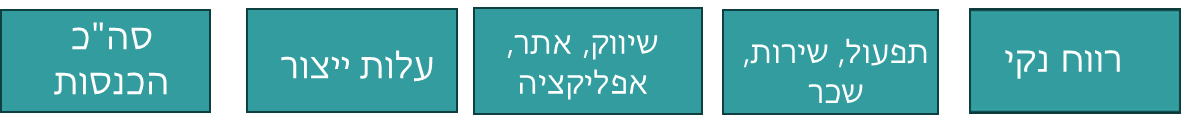 סה"כ
הכנסות
עלות ייצור
שיווק, אתר,
אפליקציה
תפעול, שירות,
שכר
רווח נקי